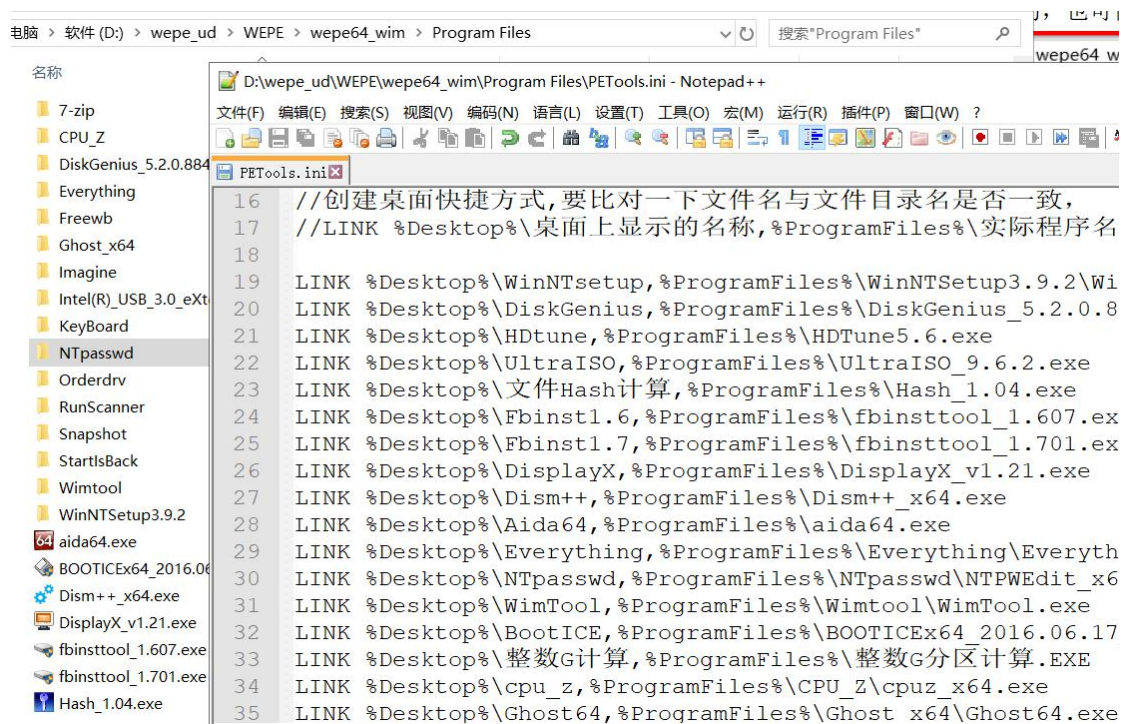 电脑 > 软件 (D:) > wepe_ud > WEPE > wepe64_wim > Program Files
搜索"Program Files"
wepe64
名称
7-zip
CPU_Z
DiskGenius_5.2.0.884
Everything
Freewb
Ghost_x64
Imagine
Intel(R)_USB_3.0_eXt
KeyBoard
NTpasswd
Orderdrv
RunScanner
Snapshot
StartIsBack
Wimtool
WinNTSetup3.9.2
aida64.exe
BOOTICEx64_2016.06
Dism++_x64.exe
DisplayX_v1.21.exe
fbinsttool_1.607.exe
fbinsttool_1.701.exe
Hash_1.04.exe
D:\wepe_ud\WEPE\wepe64_wim\Program Files\PETools.ini - Notepad++
文件(F) 编辑(E) 搜索(S) 视图(V) 编码(N) 语言(L) 设置(T) 工具(O) 宏(M) 运行(R) 插件(P) 窗口(W) ?
PETools.ini
16 //创建桌面快捷方式,要比对一下文件名与文件目录名是否一致,
17 //LINK %Desktop%\桌面上显示的名称,%ProgramFiles%\实际程序名
18
19 LINK %Desktop%\WinNTsetup,%ProgramFiles%\WinNTSetup3.9.2\Wi
20 LINK %Desktop%\DiskGenius,%ProgramFiles%\DiskGenius_5.2.0.8
21 LINK %Desktop%\HDtune,%ProgramFiles%\HDTune5.6.exe
22 LINK %Desktop%\UltraISO,%ProgramFiles%\UltraISO_9.6.2.exe
23 LINK %Desktop%\文件Hash计算,%ProgramFiles%\Hash_1.04.exe
24 LINK %Desktop%\Fbinst1.6,%ProgramFiles%\fbinsttool_1.607.ex
25 LINK %Desktop%\Fbinst1.7,%ProgramFiles%\fbinsttool_1.701.ex
26 LINK %Desktop%\DisplayX,%ProgramFiles%\DisplayX_v1.21.exe
27 LINK %Desktop%\Dism++,%ProgramFiles%\Dism++_x64.exe
28 LINK %Desktop%\Aida64,%ProgramFiles%\aida64.exe
29 LINK %Desktop%\Everything,%ProgramFiles%\Everything\Everyth
30 LINK %Desktop%\NTpasswd,%ProgramFiles%\NTpasswd\NTPWEdit_x6
31 LINK %Desktop%\WimTool,%ProgramFiles%\Wimtool\WimTool.exe
32 LINK %Desktop%\BootICE,%ProgramFiles%\BOOTICEx64_2016.06.17
33 LINK %Desktop%\整数G计算,%ProgramFiles%\整数G分区计算.EXE
34 LINK %Desktop%\cpu_z,%ProgramFiles%\CPU_Z\cpuz_x64.exe
35 LINK %Desktop%\Ghost64,%ProgramFiles%\Ghost_x64\Ghost64.exe